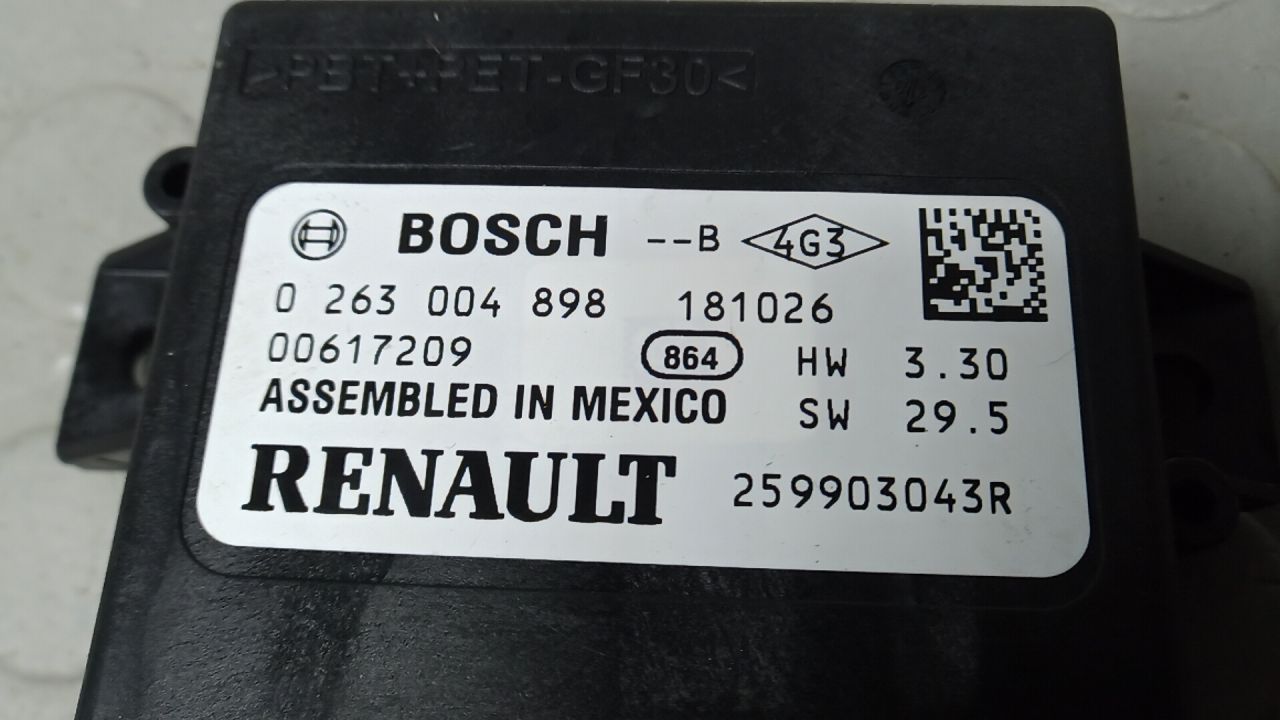 >PBT+PET-GF30<
BOSCH --B 4G3
0 263 004 898 181026
00617209 864 HW 3.30
ASSEMBLED IN MEXICO SW 29.5
RENAULT 259903043R